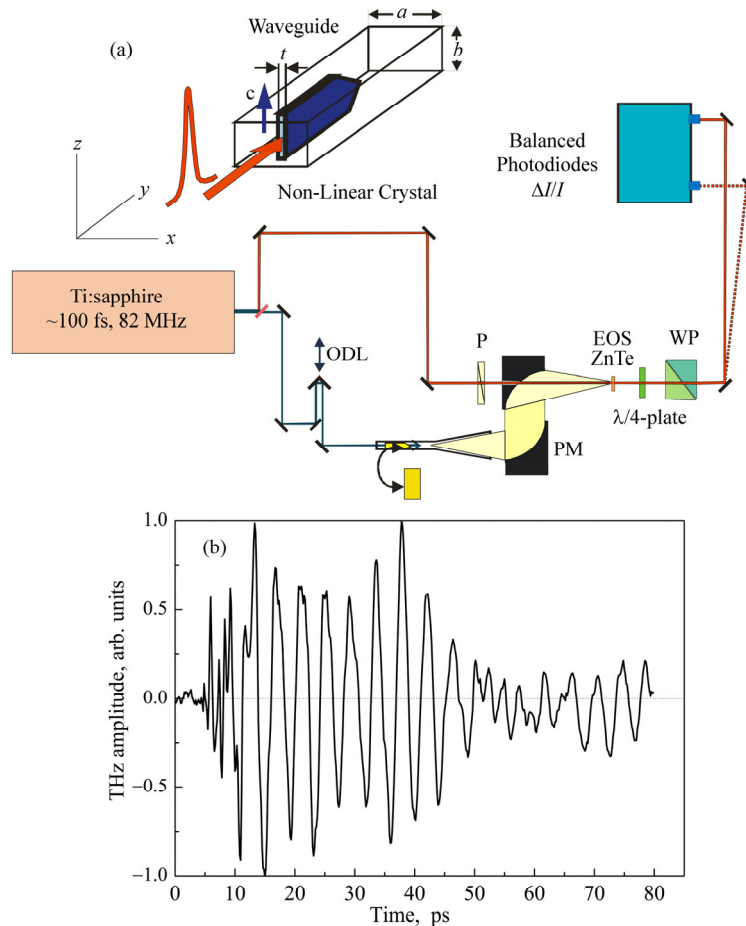 (a)
Waveguide
a
b
t
c
z
y
x
Non-Linear Crystal
Balanced
Photodiodes
ΔI/I
Ti:sapphire
~100 fs, 82 MHz
ODL
P
EOS
ZnTe
WP
λ/4-plate
PM
(b)
THz amplitude, arb. units
1.0
0.5
0.0
−0.5
−1.0
0 10 20 30 40 50 60 70 80
Time, ps